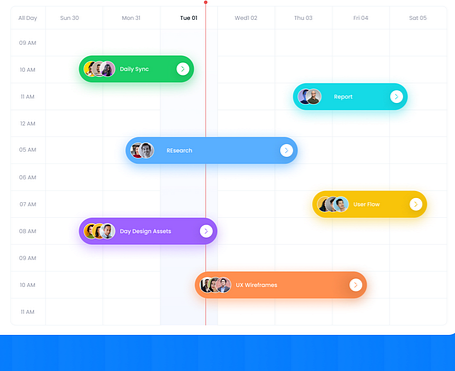 All Day Sun 30 Mon 31 Tue 01 Wedl 02 Thu 03 Fri 04 Sat 05
09 AM
10 AM Daily Sync
11 AM Report
12 AM
05 AM REsearch
06 AM
07 AM User Flow
08 AM Day Design Assets
09 AM
10 AM UX Wireframes
11 AM